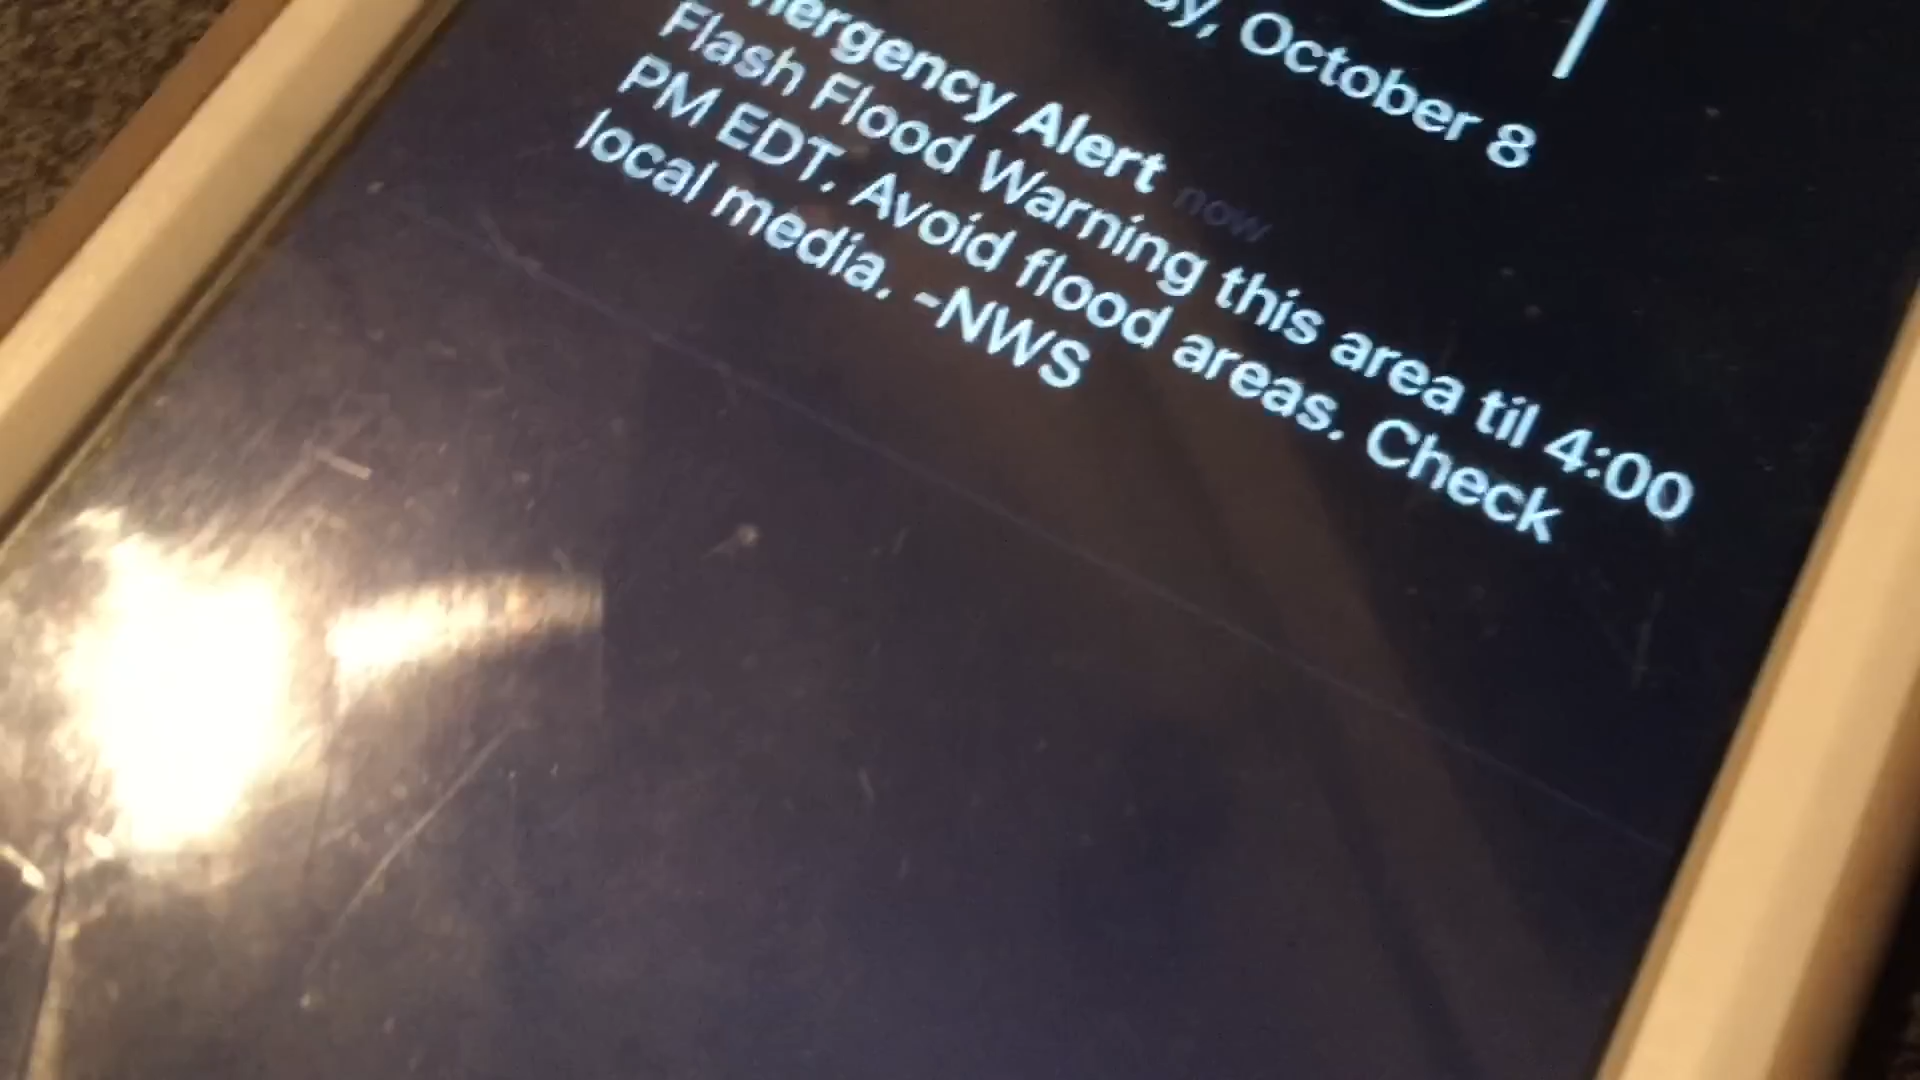 October 8
Emergency Alert now
Flash Flood Warning this area til 4:00
PM EDT. Avoid flood areas. Check
local media. -NWS